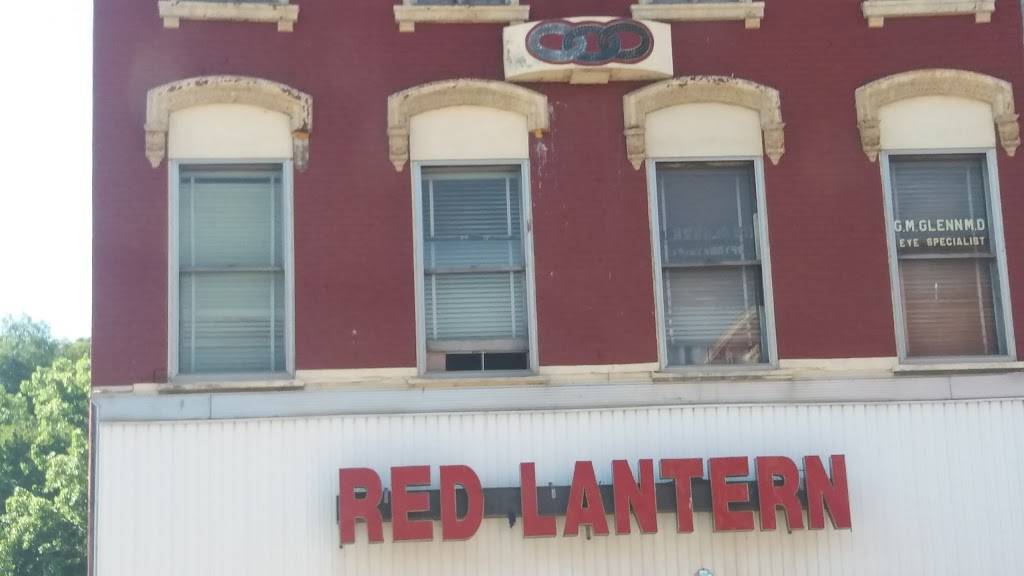 G.M.GLENN M.D
EYE SPECIALIST
RED LANTERN